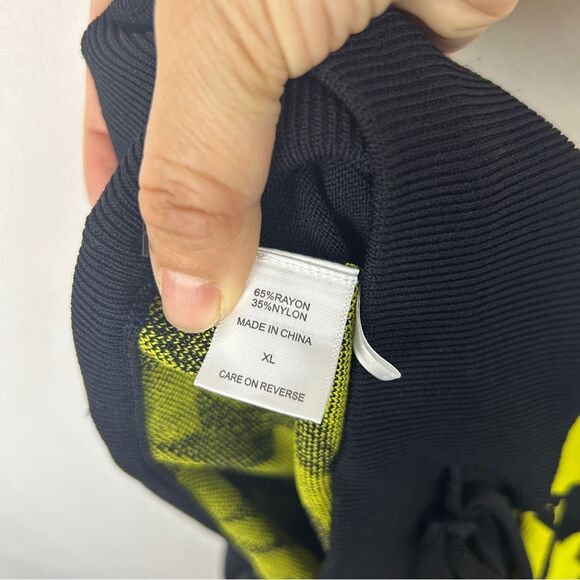 65%RAYON
35%NYLON
MADE IN CHINA
XL
CARE ON REVERSE